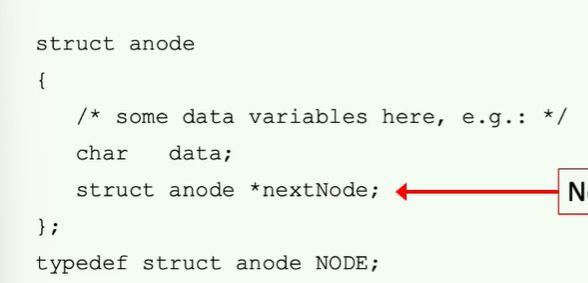 struct anode
{
/* some data variables here, e.g.: */
char data;
struct anode *nextNode;
};
typedef struct anode NODE;